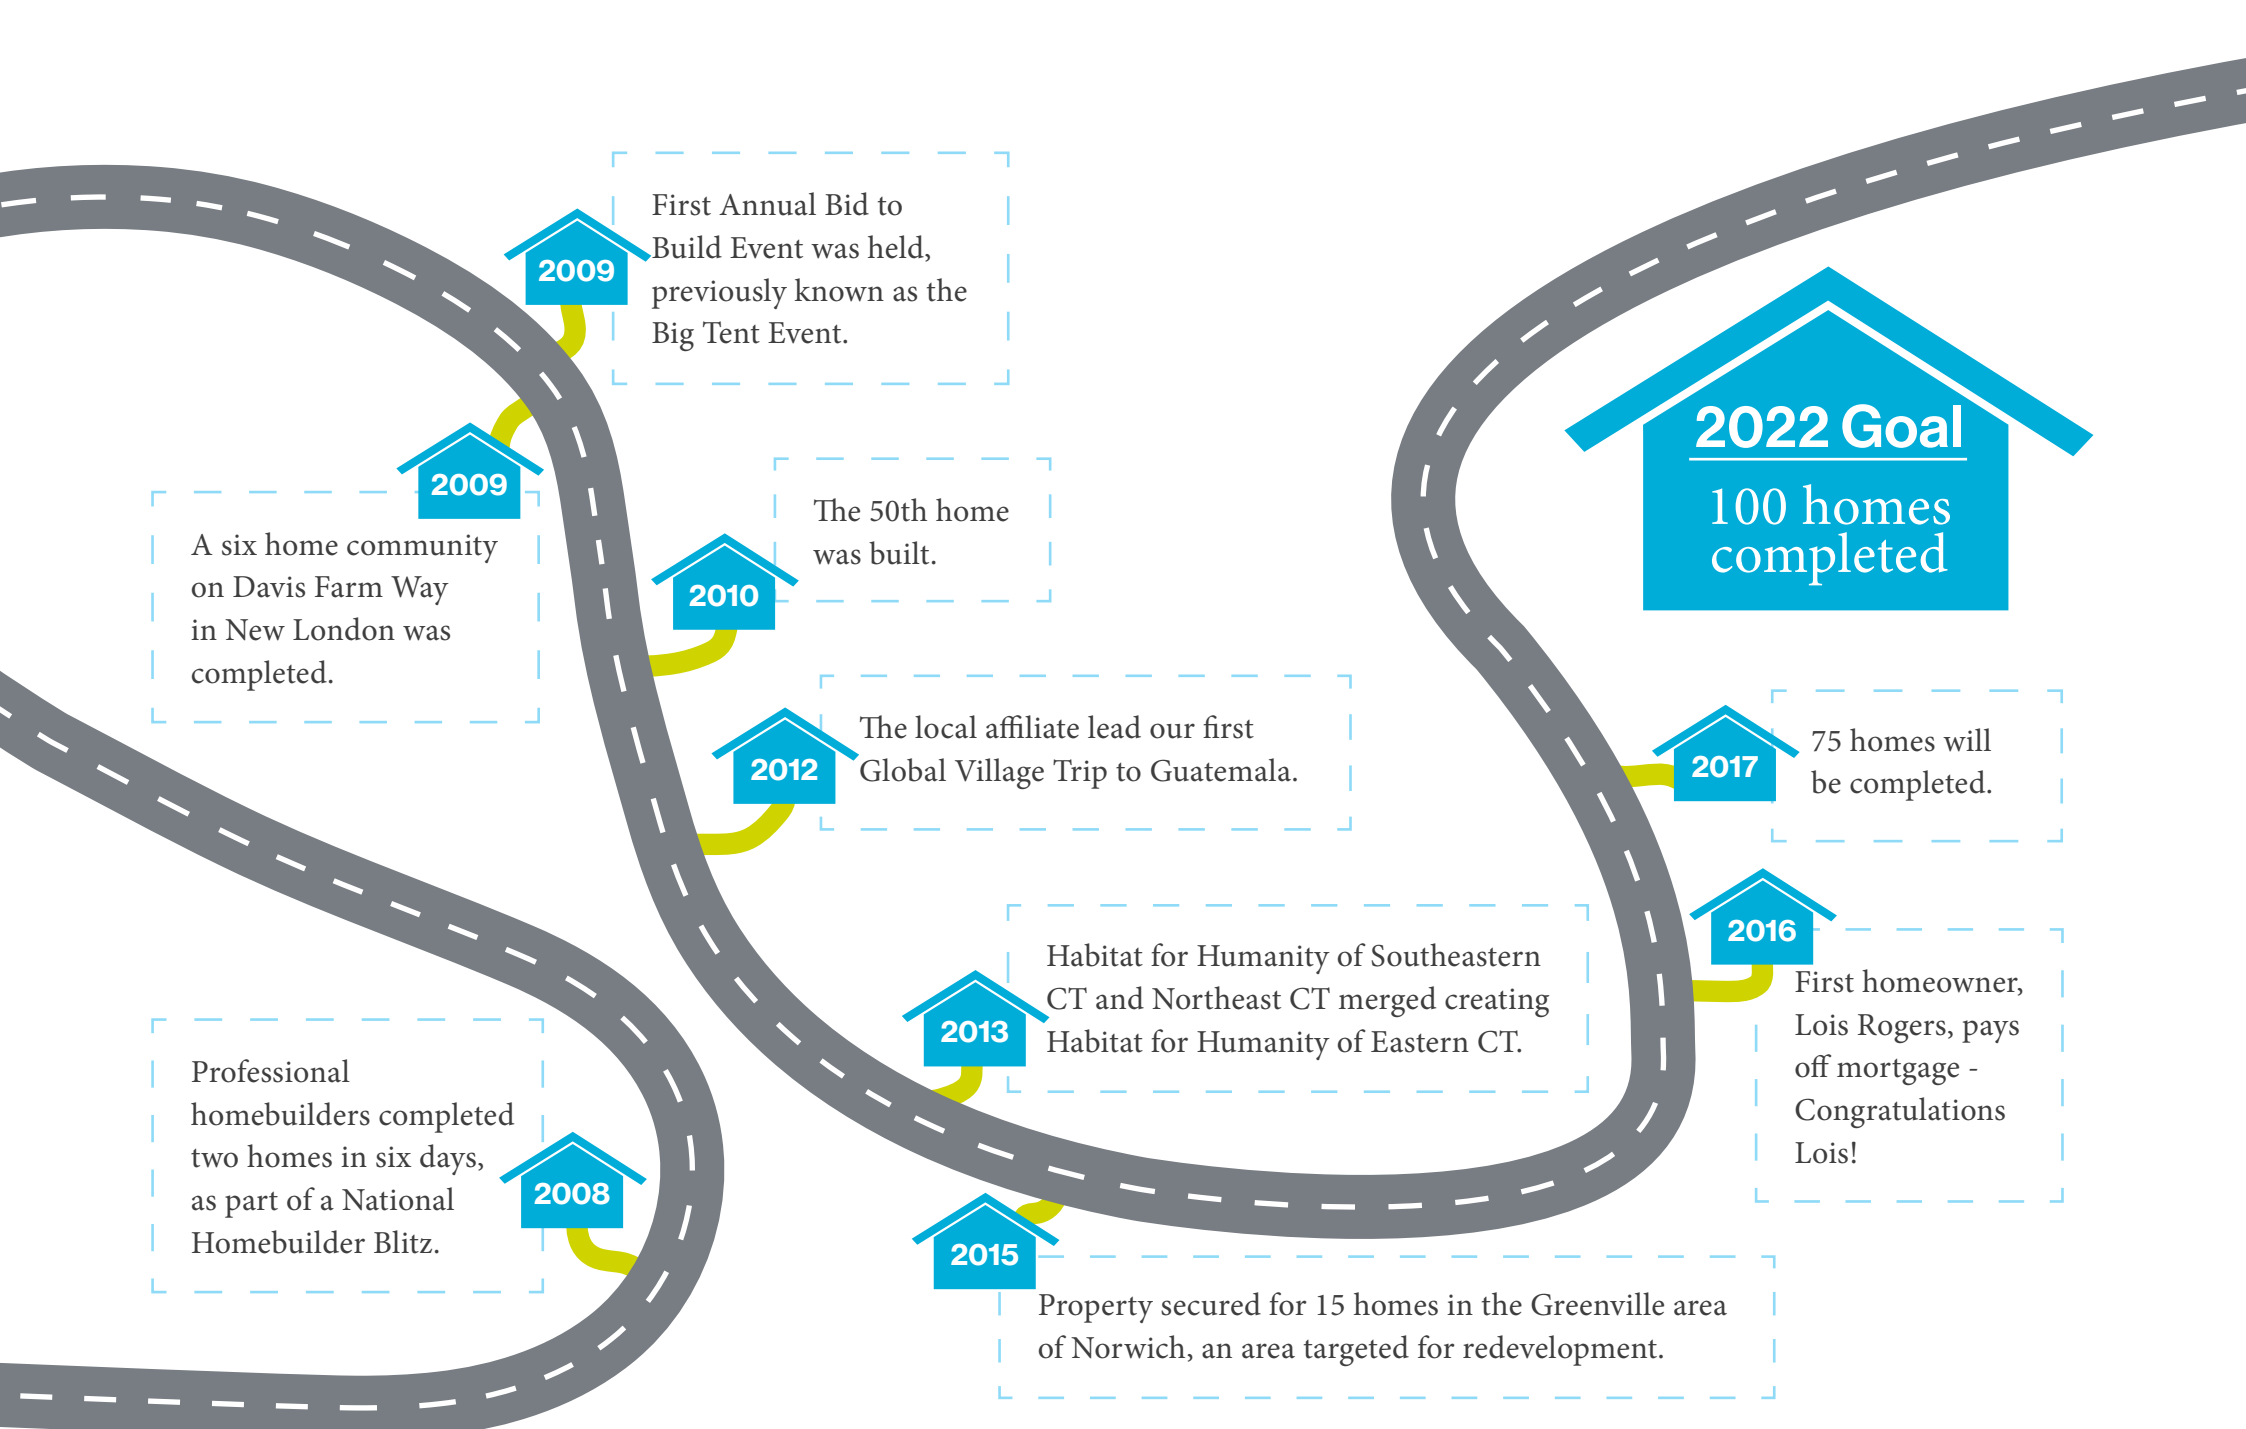 2009
First Annual Bid to
Build Event was held,
previously known as the
Big Tent Event.
2009
A six home community
on Davis Farm Way
in New London was
completed.
2010
The 50th home
was built.
2012
The local affiliate lead our first
Global Village Trip to Guatemala.
2022 Goal
100 homes
completed
2017
75 homes will
be completed.
2016
First homeowner,
Lois Rogers, pays
off mortgage -
Congratulations
Lois!
2013
Habitat for Humanity of Southeastern
CT and Northeast CT merged creating
Habitat for Humanity of Eastern CT.
Professional
homebuilders completed
two homes in six days,
as part of a National
Homebuilder Blitz.
2008
2015
Property secured for 15 homes in the Greenville area
of Norwich, an area targeted for redevelopment.